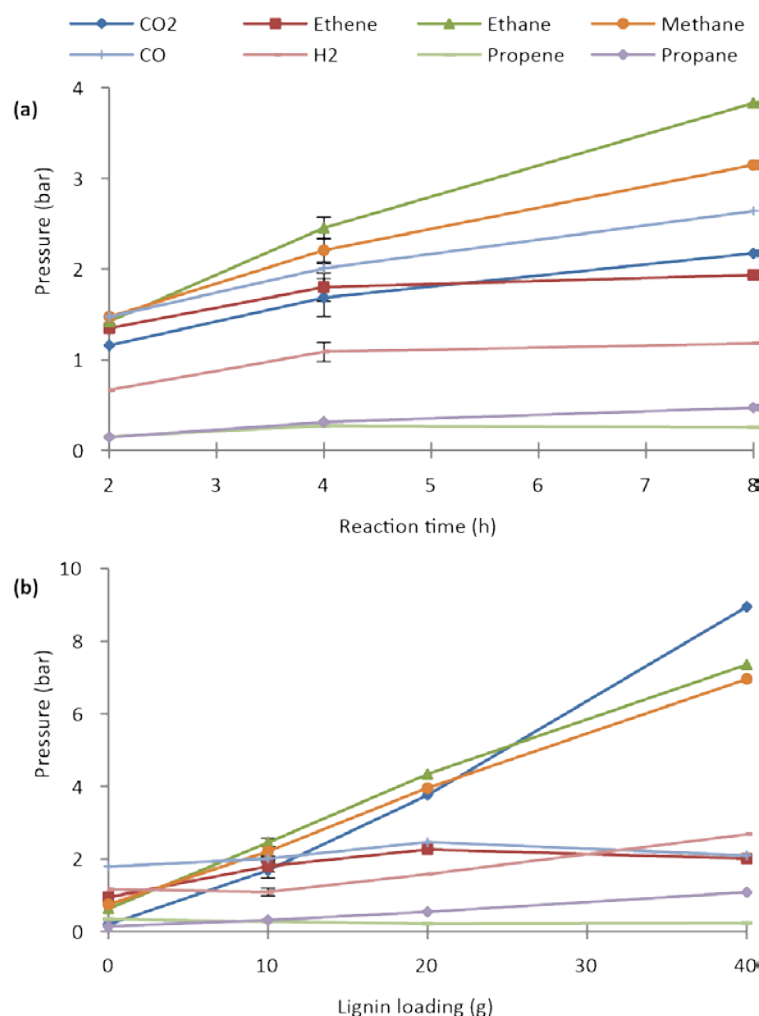 CO2 Ethene Ethane Methane
CO H2 Propene Propane
(a)
4
3
2
1
0
Pressure (bar)
2 3 4 5 6 7 8
Reaction time (h)
(b)
10
8
6
4
2
0
Pressure (bar)
0 10 20 30 40
Lignin loading (g)